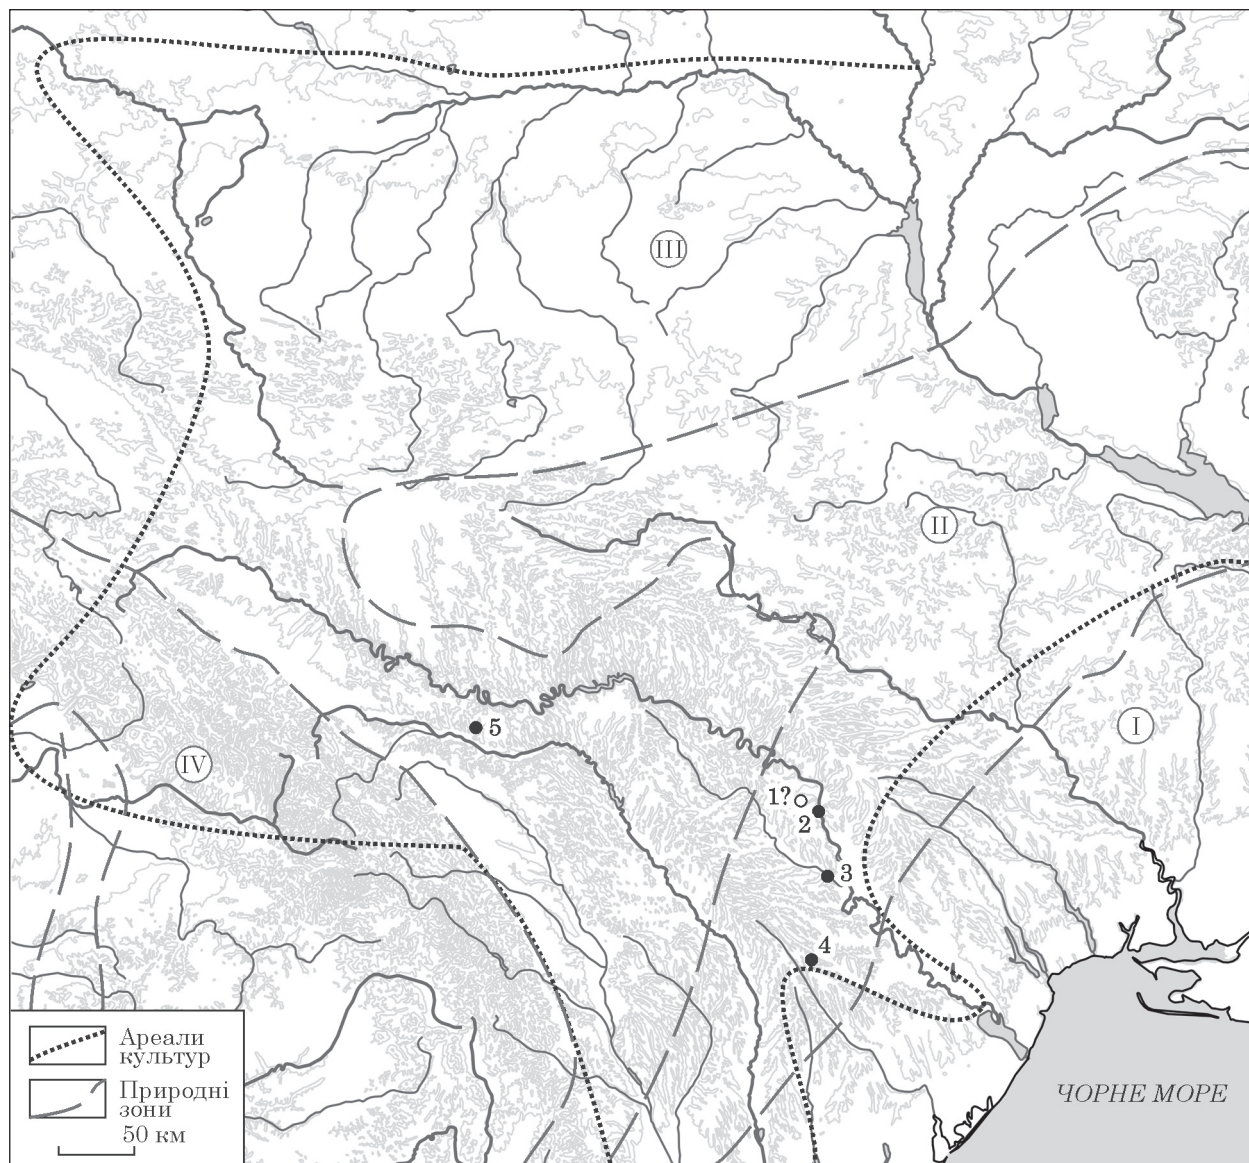 III
II
I
5
IV
1?
2
3
4
Ареали
культур
Природні
зони
50 км
ЧОРНЕ МОРЕ